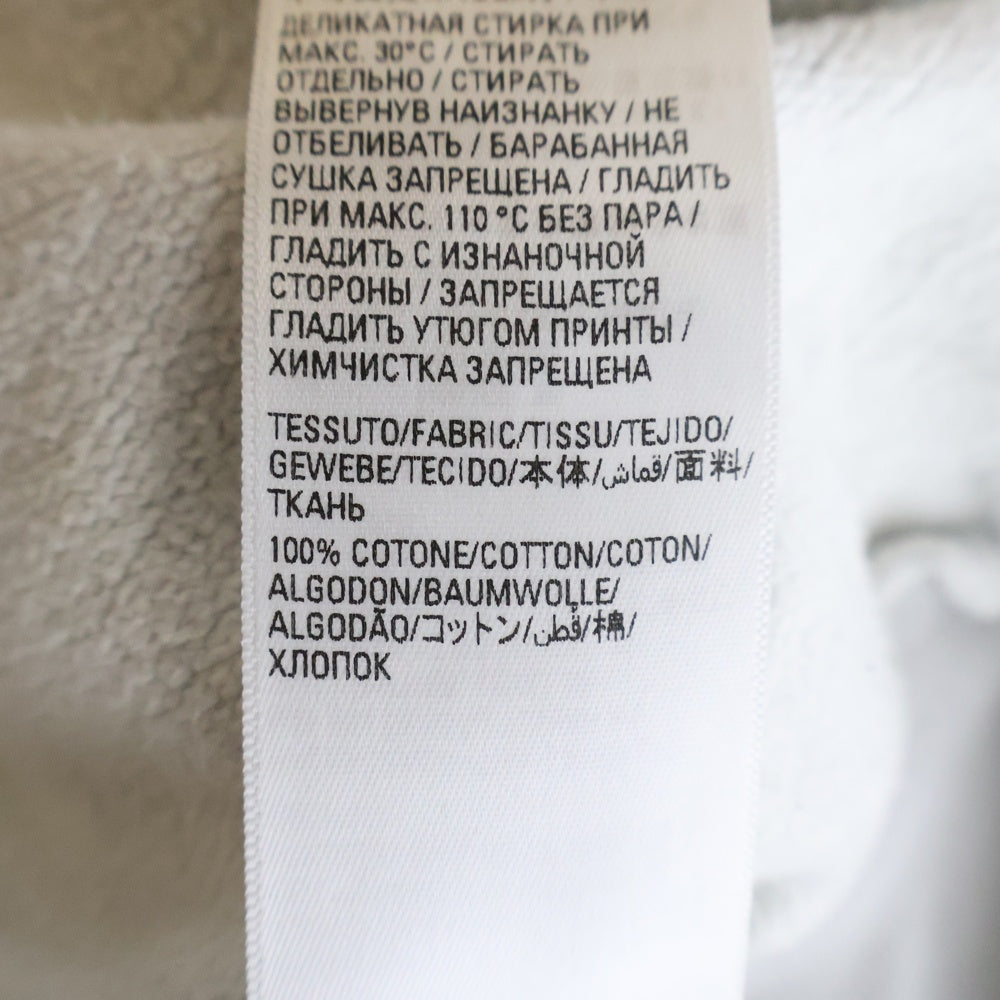 ДЕЛИКАТНАЯ СТИРКА ПРИ
МАКС. 30°C / СТИРАТЬ
ОТДЕЛЬНО / СТИРАТЬ
ВЫВЕРНУВ НАИЗНАНКУ / НЕ
ОТБЕЛИВАТЬ / БАРАБАННАЯ
СУШКА ЗАПРЕЩЕНА / ГЛАДИТЬ
ПРИ МАКС. 110 °C БЕЗ ПАРА /
ГЛАДИТЬ С ИЗНАНОЧНОЙ
СТОРОНЫ / ЗАПРЕЩАЕТСЯ
ГЛАДИТЬ УТЮГОМ ПРИНТЫ /
ХИМЧИСТКА ЗАПРЕЩЕНА
TESSUTO/FABRIC/TISSU/TEJIDO/
GEWEBE/TECIDO/本体/قماش/面料/
ТКАНЬ
100% COTONE/COTTON/COTON/
ALGODON/BAUMWOLLE/
ALGODÃO/コットン/قطن/棉/
ХЛОПОК